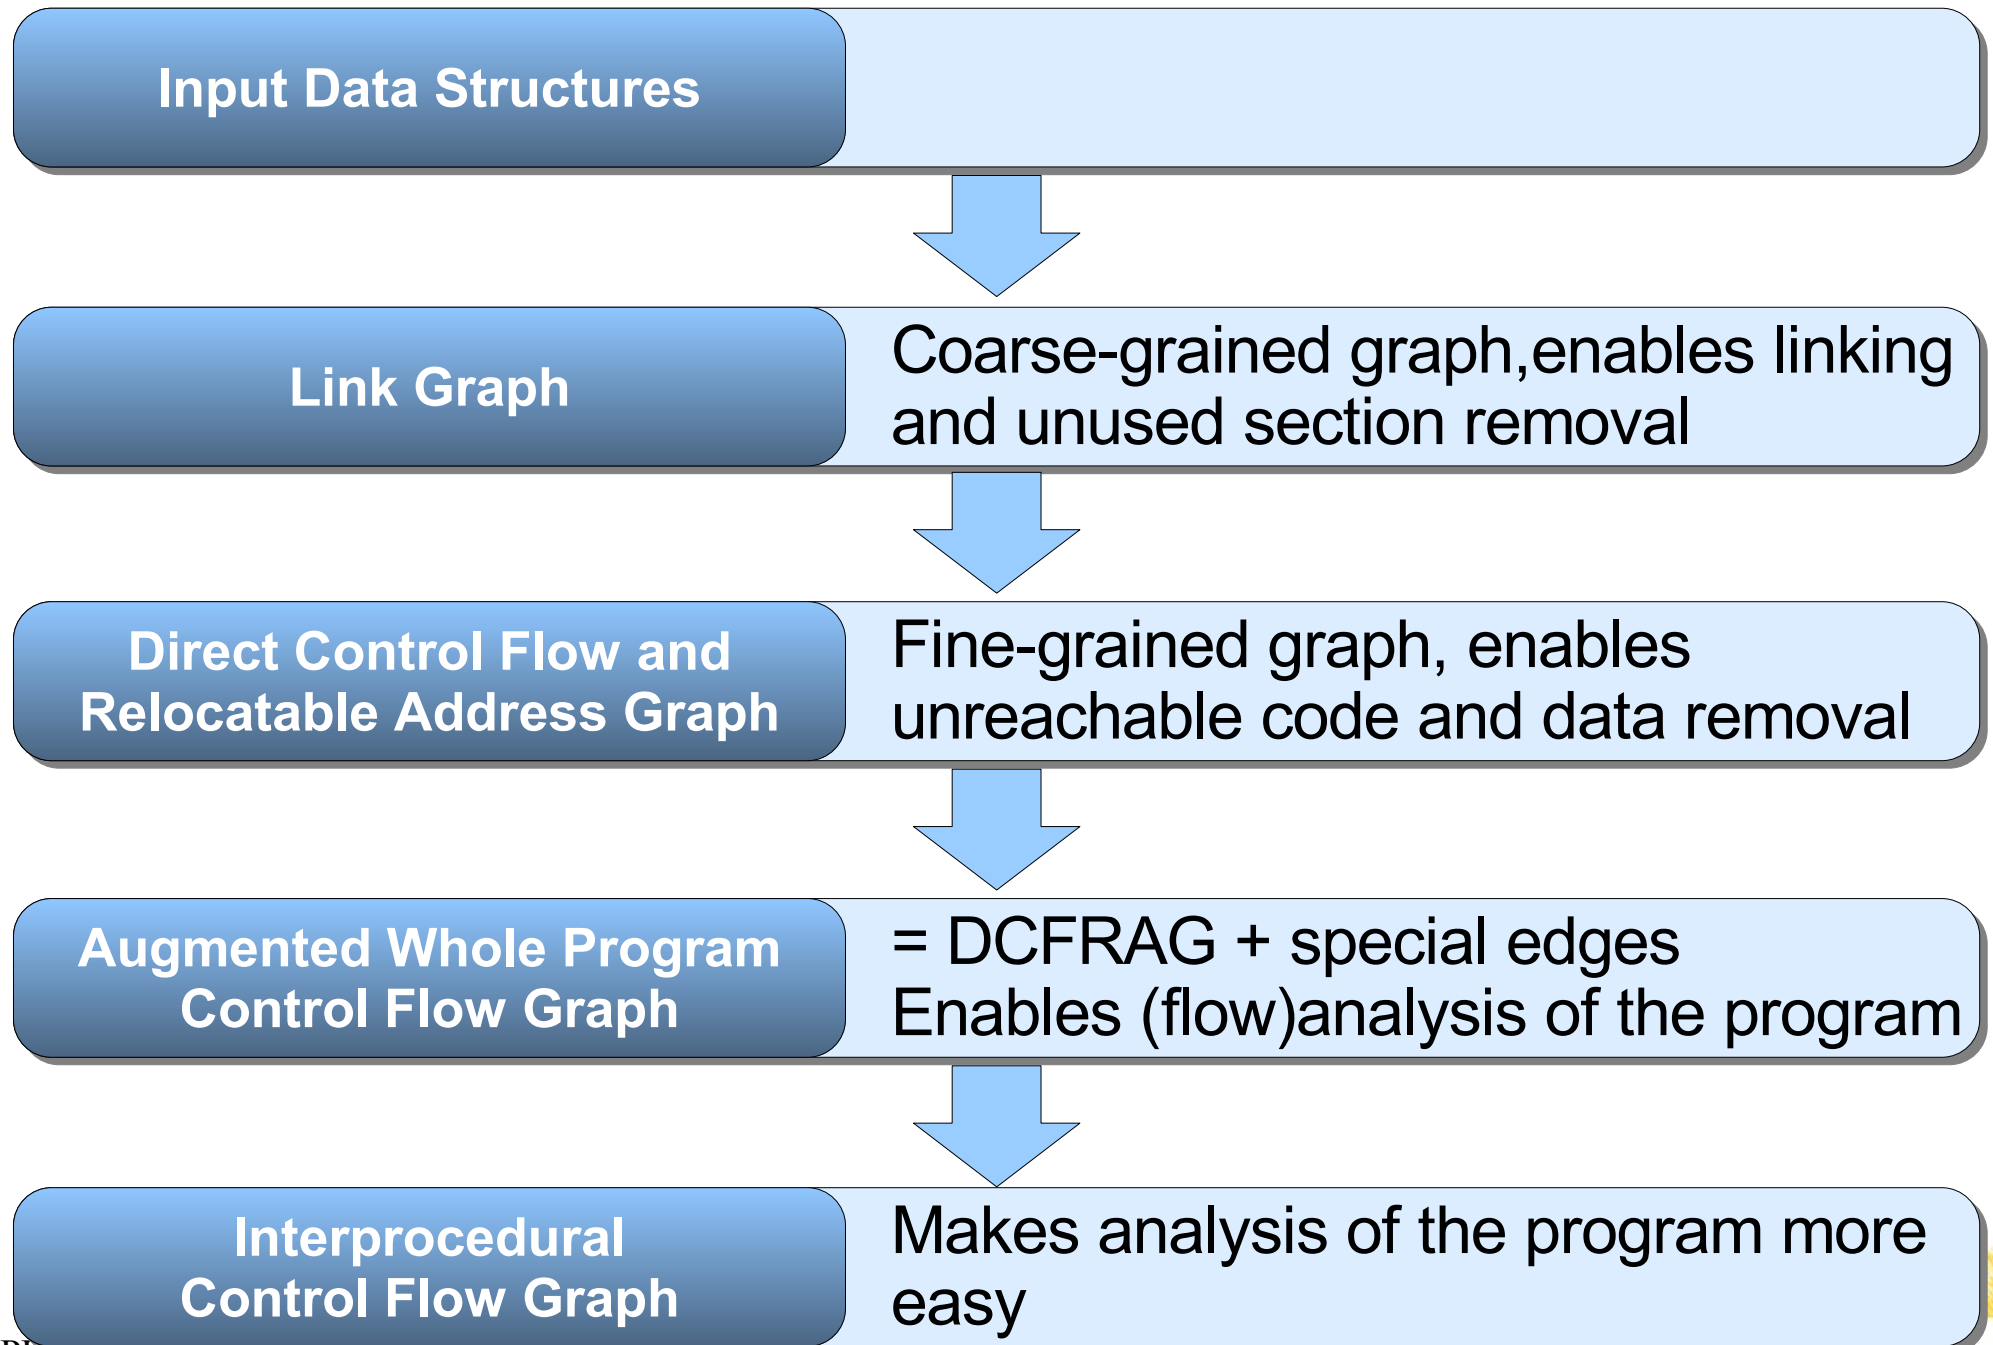 Input Data Structures
Link Graph
Coarse-grained graph,enables linking
and unused section removal
Direct Control Flow and
Relocatable Address Graph
Fine-grained graph, enables
unreachable code and data removal
Augmented Whole Program
Control Flow Graph
= DCFRAG + special edges
Enables (flow)analysis of the program
Interprocedural
Control Flow Graph
Makes analysis of the program more
easy